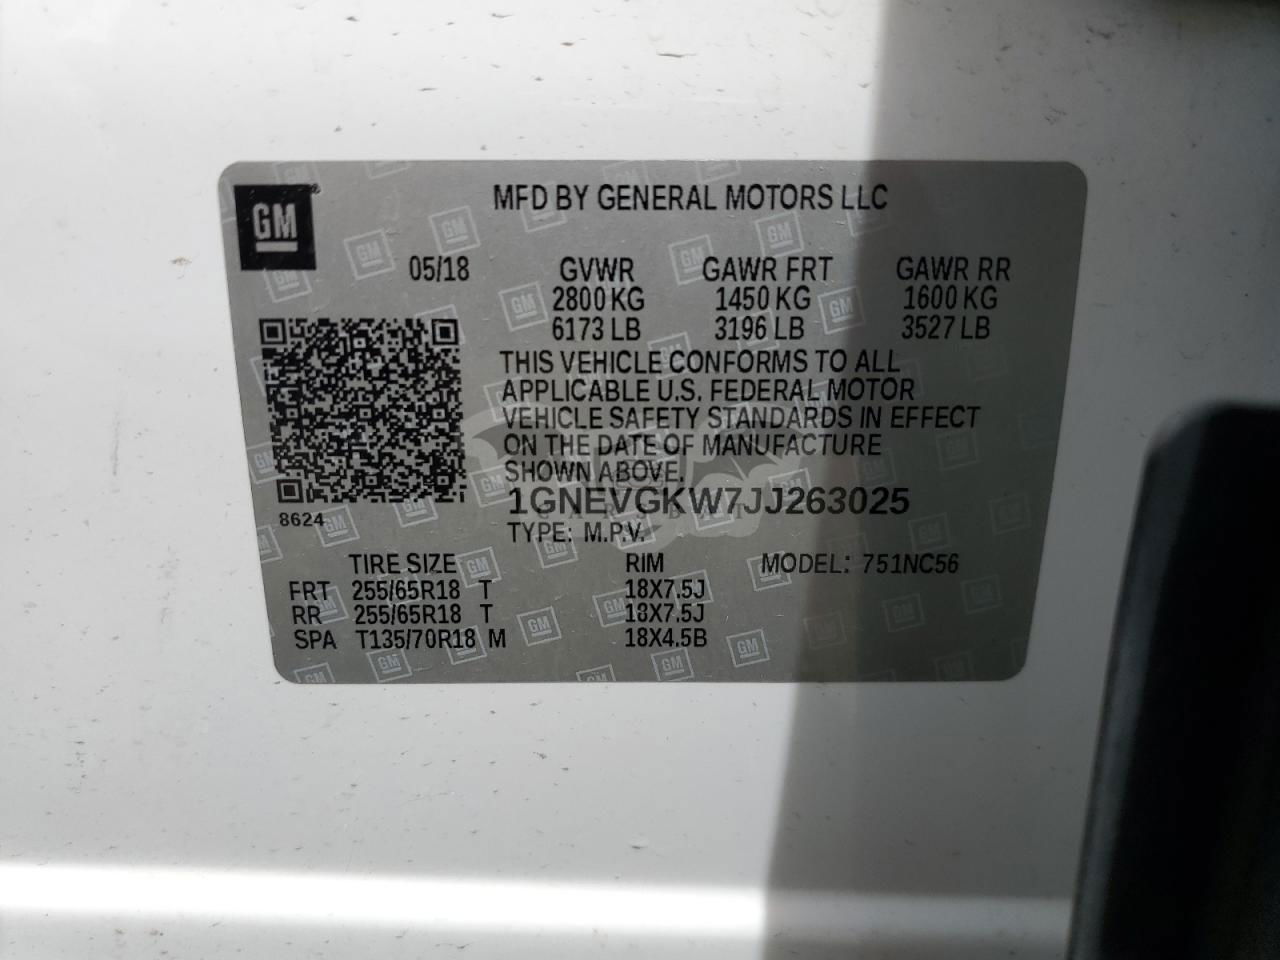 GM
MFD BY GENERAL MOTORS LLC
05/18 GVWR GAWR FRT GAWR RR
2800 KG 1450 KG 1600 KG
6173 LB 3196 LB 3527 LB
THIS VEHICLE CONFORMS TO ALL
APPLICABLE U.S. FEDERAL MOTOR
VEHICLE SAFETY STANDARDS IN EFFECT
ON THE DATE OF MANUFACTURE
SHOWN ABOVE.
1GNEVGKW7JJ263025
8624
TYPE: M.P.V.
TIRE SIZE RIM MODEL: 751NC56
FRT 255/65R18 T 18X7.5J
RR 255/65R18 T 18X7.5J
SPA T135/70R18 M 18X4.5B